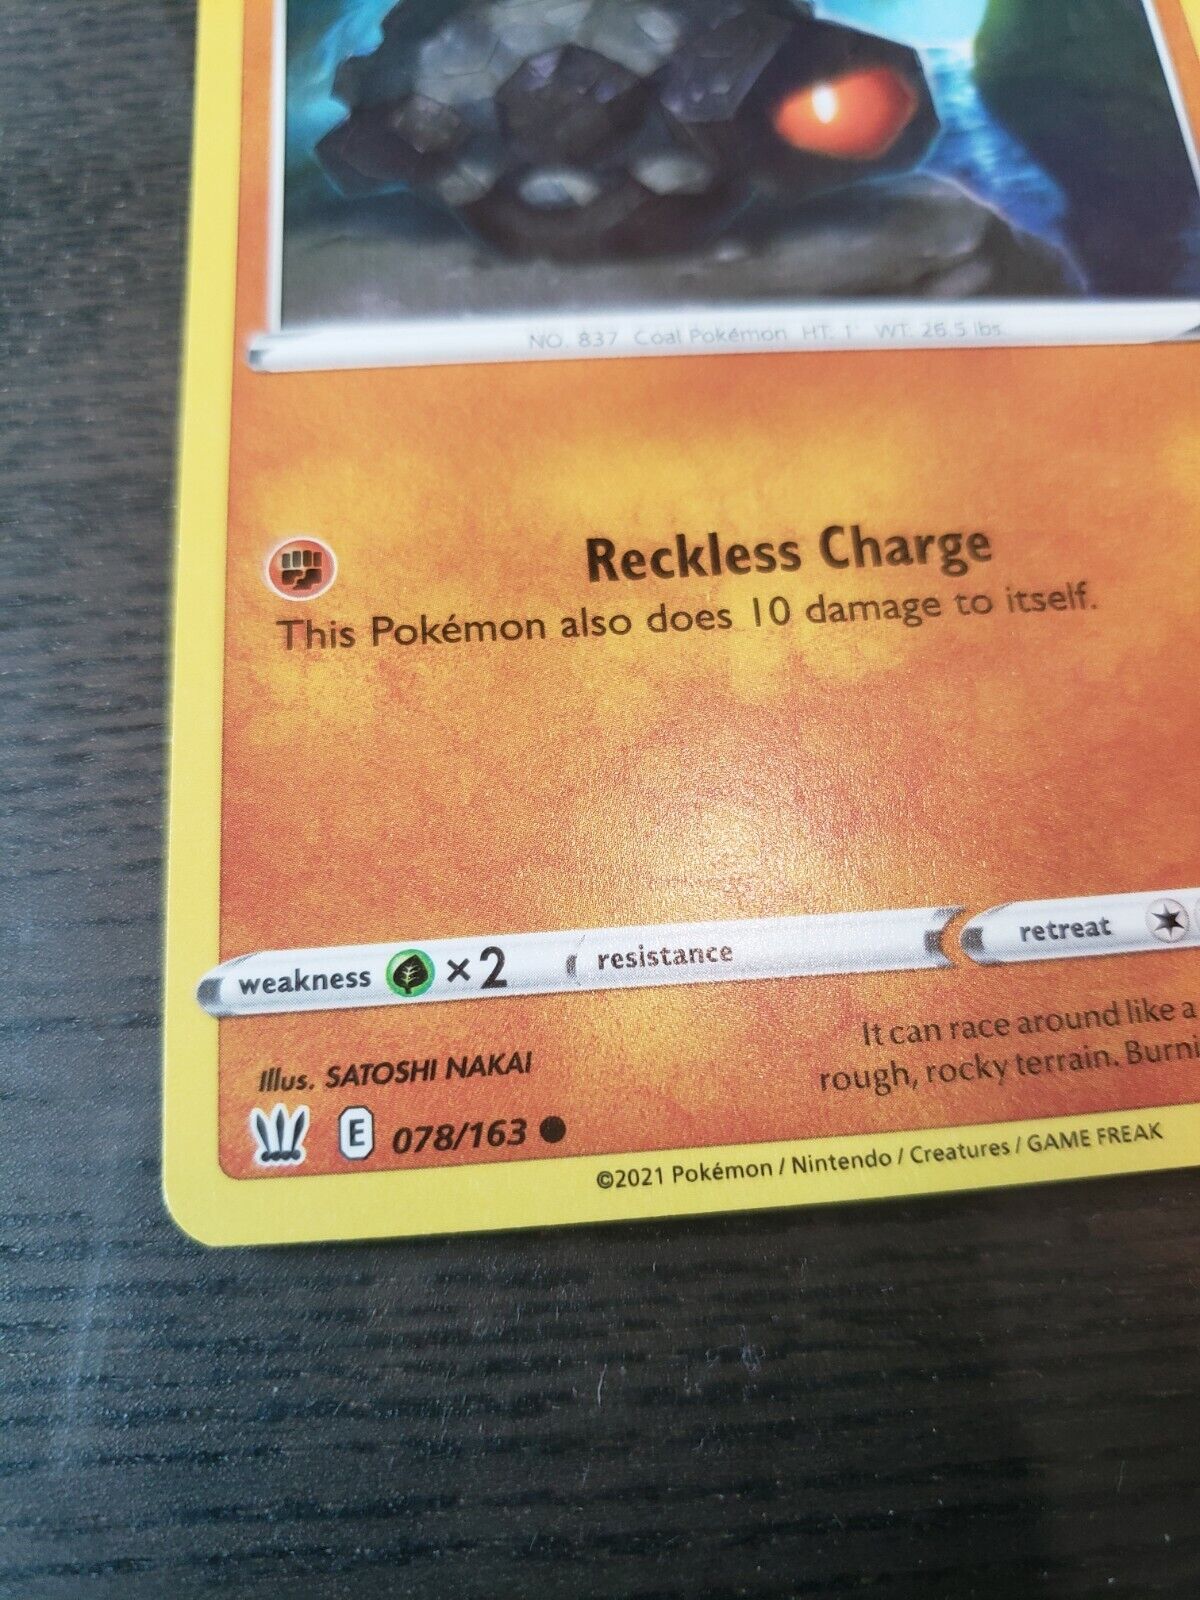 NO. 837 Coal Pokémon HT: 1' WT: 26.5 lbs.
Reckless Charge
This Pokémon also does 10 damage to itself.
weakness ×2 resistance retreat
It can race around like a
rough, rocky terrain. Burni
Illus. SATOSHI NAKAI
E 078/163
©2021 Pokémon / Nintendo / Creatures / GAME FREAK